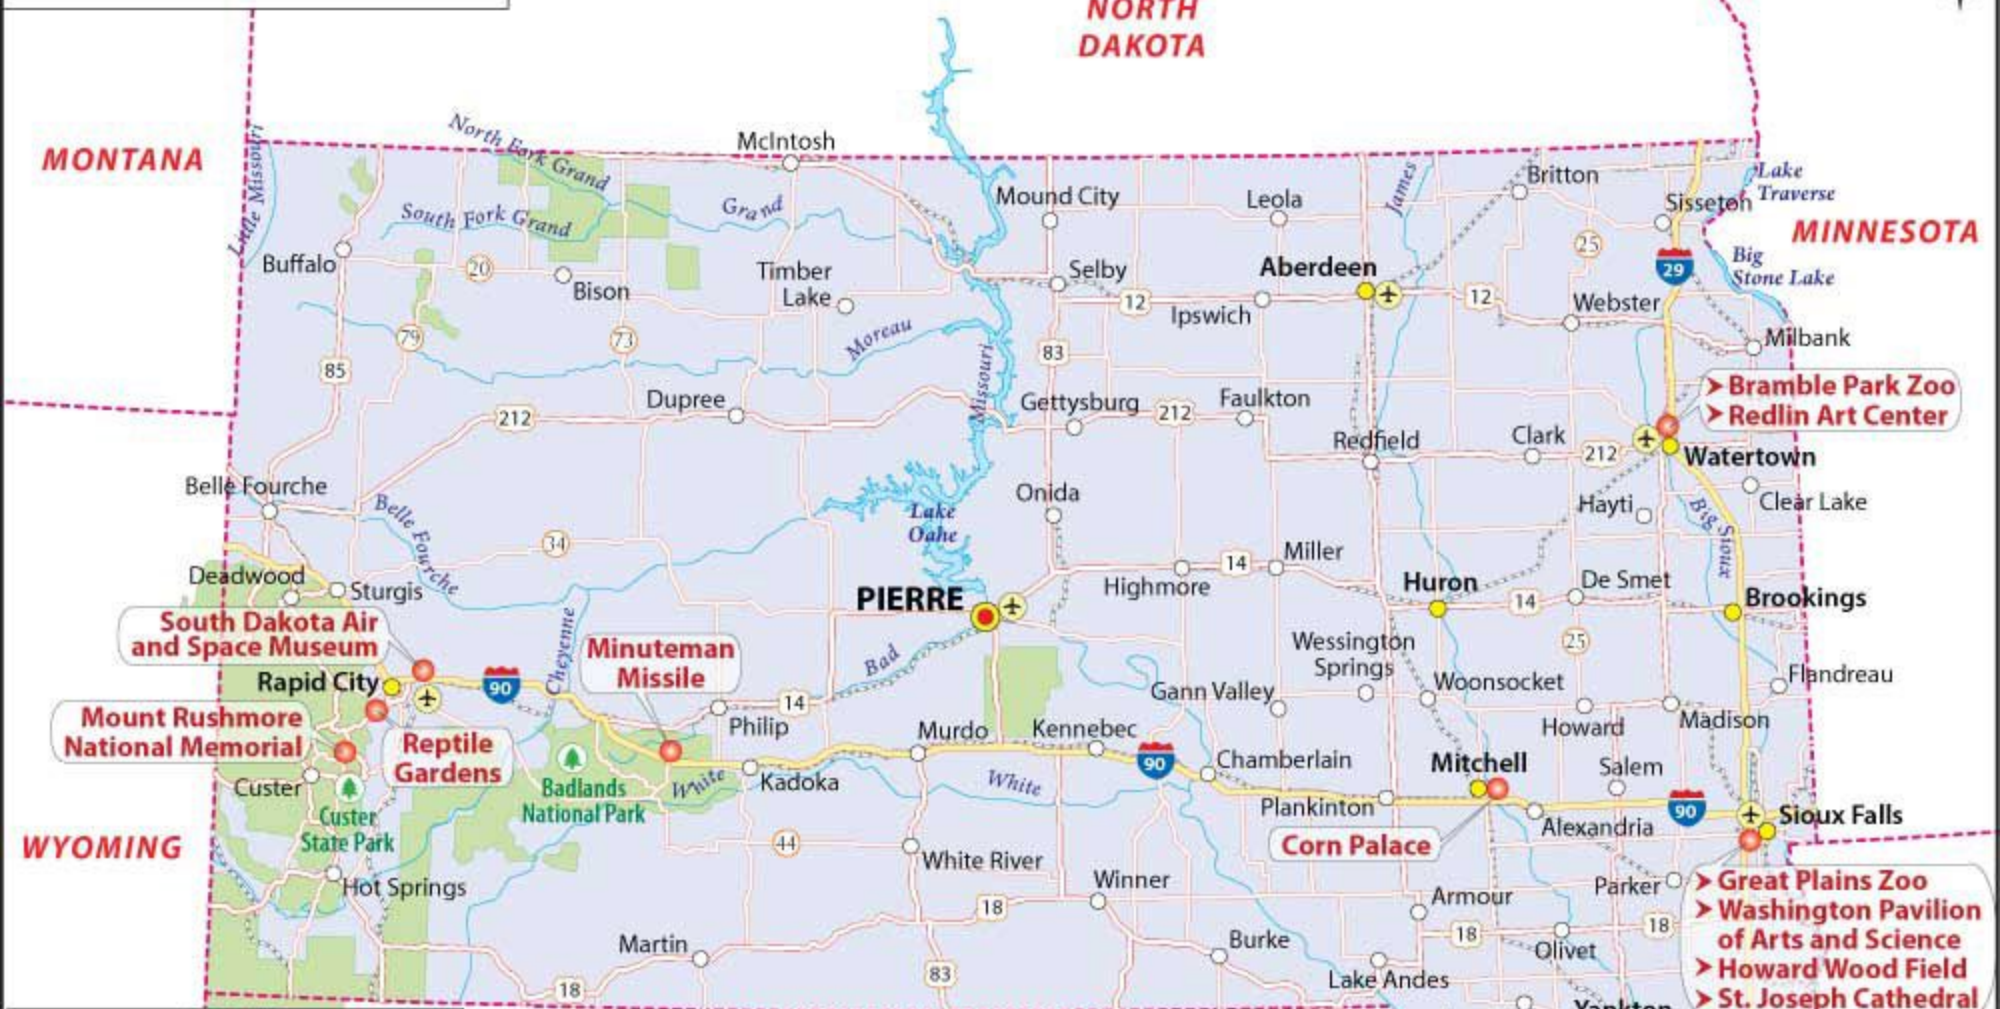 NORTH
DAKOTA
MONTANA
Little Missouri
North Fork Grand
McIntosh
South Fork Grand
Grand
Mound City
Leola
James
Britton
Lake
Traverse
Sisseton
MINNESOTA
Buffalo
20
Bison
Timber
Lake
Selby
Aberdeen
25
29
Big
Stone Lake
12
Ipswich
12
Webster
79
73
Moreau
83
Milbank
85
Missouri
Bramble Park Zoo
Redlin Art Center
212
Dupree
Gettysburg
212
Faulkton
Redfield
Clark
212
Watertown
Belle Fourche
Belle Fourche
Onida
Lake
Oahe
Hayti
Big Sioux
Clear Lake
34
Miller
14
Highmore
Deadwood
Sturgis
PIERRE
Huron
14
De Smet
Brookings
South Dakota Air
and Space Museum
Cheyenne
Minuteman
Missile
Bad
Wessington
Springs
25
Rapid City
90
14
Philip
Gann Valley
Woonsocket
Flandreau
Mount Rushmore
National Memorial
Reptile
Gardens
Murdo
Kennebec
Howard
Madison
90
Chamberlain
Mitchell
Salem
Custer
Custer
State Park
Badlands
National Park
White
Kadoka
White
Plankinton
90
Alexandria
Sioux Falls
WYOMING
44
Corn Palace
White River
Hot Springs
Winner
Armour
Parker
Great Plains Zoo
Washington Pavilion
of Arts and Science
Howard Wood Field
St. Joseph Cathedral
18
18
18
Martin
Burke
Olivet
Lake Andes
83
18
Yankton